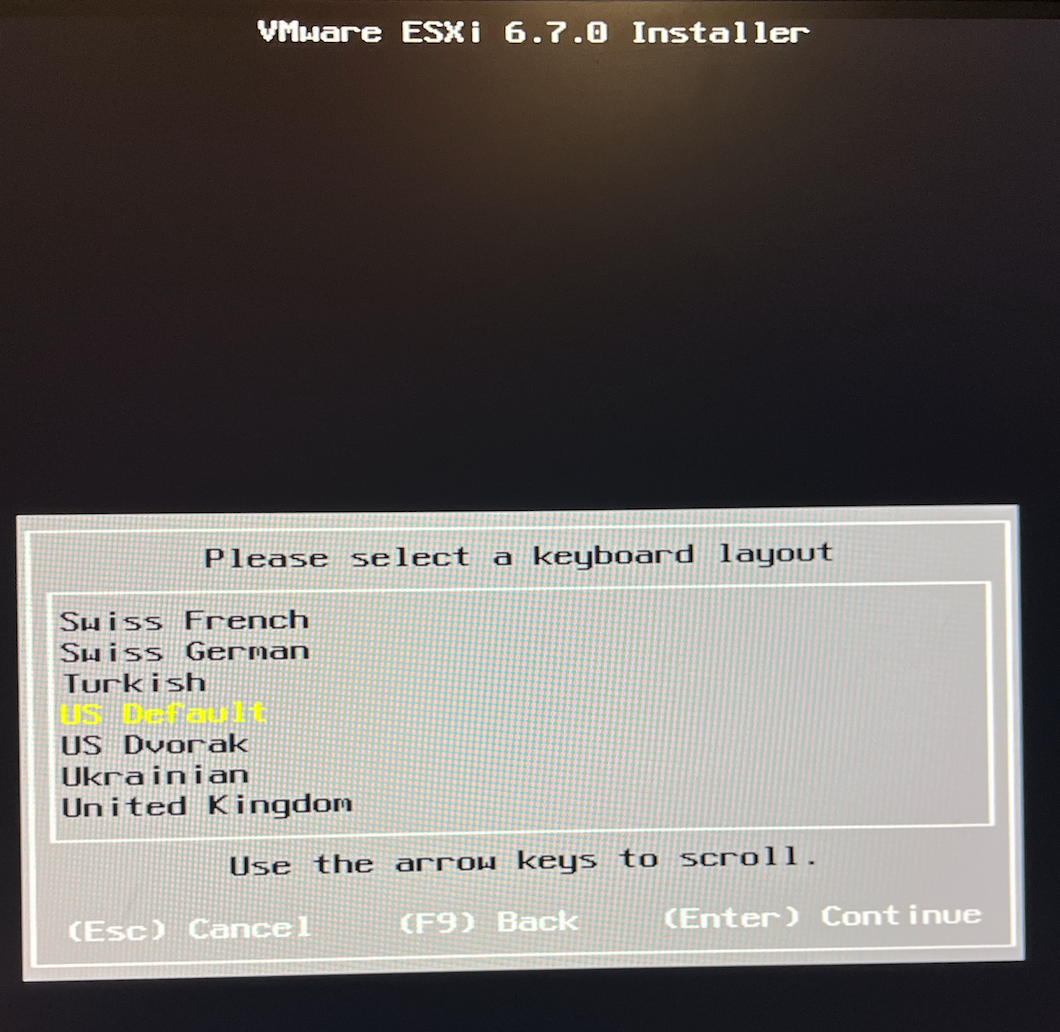 VMware ESXi 6.7.0 Installer
Please select a keyboard layout
Swiss French
Swiss German
Turkish
US Default
US Dvorak
Ukrainian
United Kingdom
Use the arrow keys to scroll.
(Esc) Cancel (F9) Back (Enter) Continue